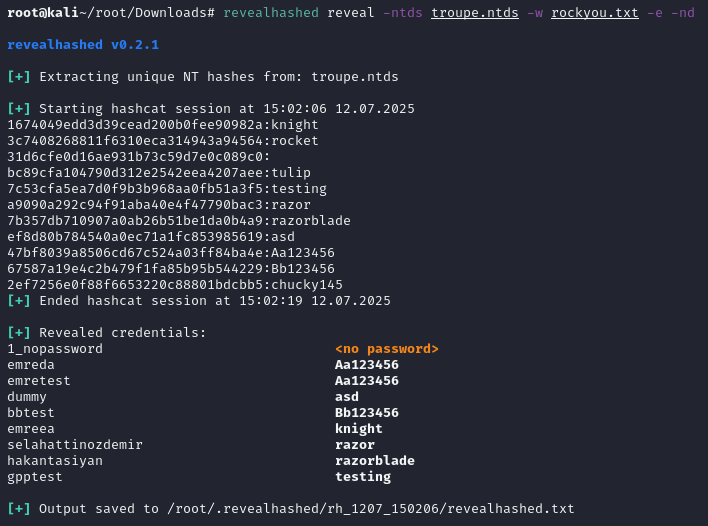 root@kali~/root/Downloads# revealhashed reveal -ntds troupe.ntds -w rockyou.txt -e -nd
revealhashed v0.2.1
[+] Extracting unique NT hashes from: troupe.ntds
[+] Starting hashcat session at 15:02:06 12.07.2025
1674049edd3d39cead200b0fee90982a:knight
3c7408268811f6310eca314943a94564:rocket
31d6cfe0d16ae931b73c59d7e0c089c0:
bc89cfa104790d312e2542eea4207aee:tulip
7c53cfa5ea7d0f9b3b968aa0fb51a3f5:testing
a9090a292c94f91aba40e4f47790bac3:razor
7b357db710907a0ab26b51be1da0b4a9:razorblade
ef8d80b784540a0ec71a1fc853985619:asd
47bf8039a8506cd67c524a03ff84ba4e:Aa123456
67587a19e4c2b479f1fa85b95b544229:Bb123456
2ef7256e0f88f6653220c88801bdcbb5:chucky145
[+] Ended hashcat session at 15:02:19 12.07.2025
[+] Revealed credentials:
1_nopassword <no password>
emreda Aa123456
emretest Aa123456
dummy asd
bbtest Bb123456
emreea knight
selahattinozdemir razor
hakantasiyan razorblade
gpptest testing
[+] Output saved to /root/.revealhashed/rh_1207_150206/revealhashed.txt